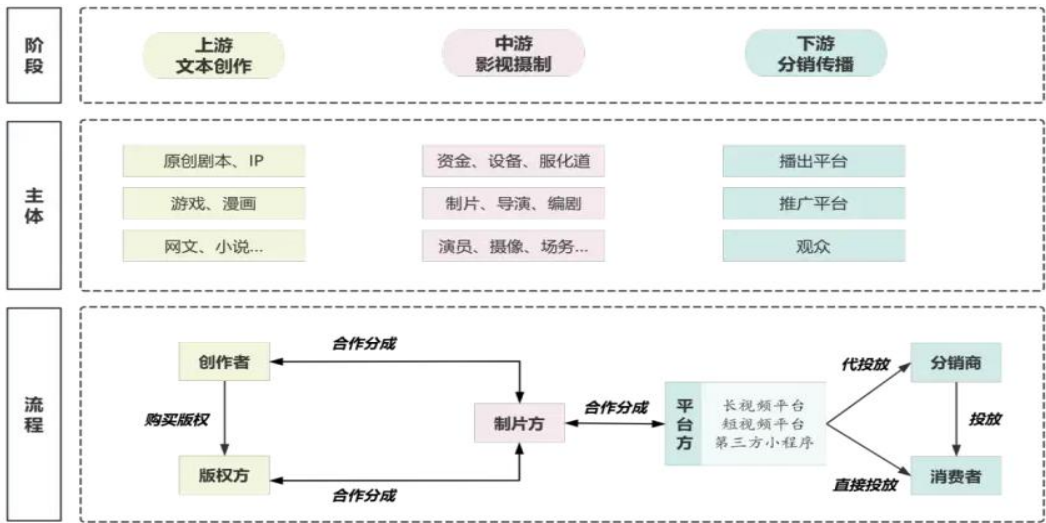 阶段
上游
文本创作
中游
影视摄制
下游
分销传播
主体
原创剧本、IP
资金、设备、服化道
播出平台
游戏、漫画
制片、导演、编剧
推广平台
网文、小说...
演员、摄像、场务...
观众
流程
合作分成
创作者
购买版权
版权方
合作分成
制片方
合作分成
平台方
长视频平台
短视频平台
第三方小程序
代投放
直接投放
分销商
投放
消费者